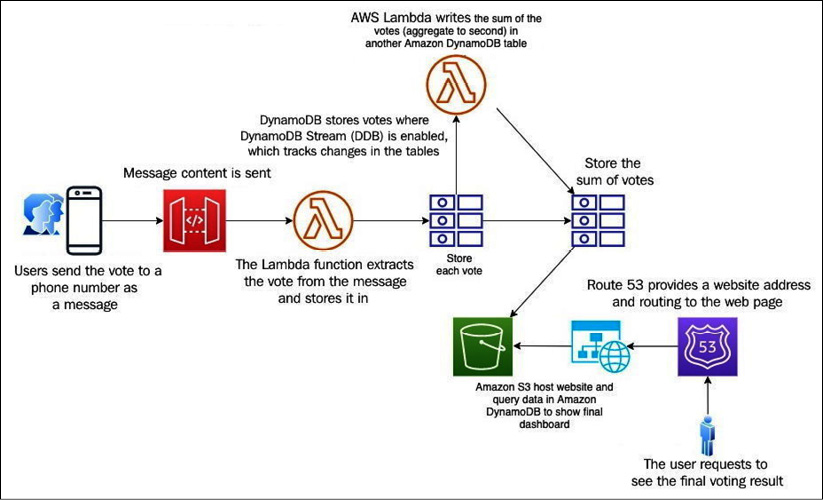 AWS Lambda writes the sum of the
votes (aggregate to second) in
another Amazon DynamoDB table
DynamoDB stores votes where
DynamoDB Stream (DDB) is enabled,
which tracks changes in the tables
Message content is sent
Store the
sum of votes
</>
Users send the vote to a
phone number as
a message
The Lambda function extracts
the vote from the message
and stores it in
Store
each vote
Route 53 provides a website address
and routing to the web page
53
Amazon S3 host website and
query data in Amazon
DynamoDB to show final
dashboard
The user requests to
see the final voting result